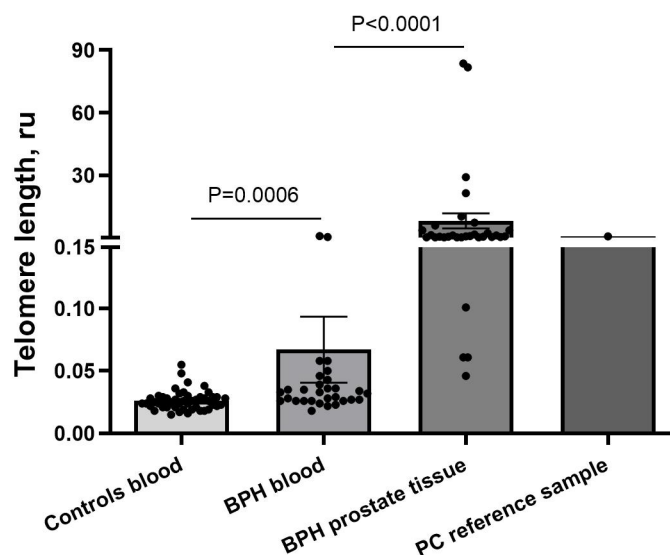 P<0.0001
90
60
30
P=0.0006
0.15
0.10
0.05
0.00
Telomere length, ru
Controls blood
BPH blood
BPH prostate tissue
PC reference sample